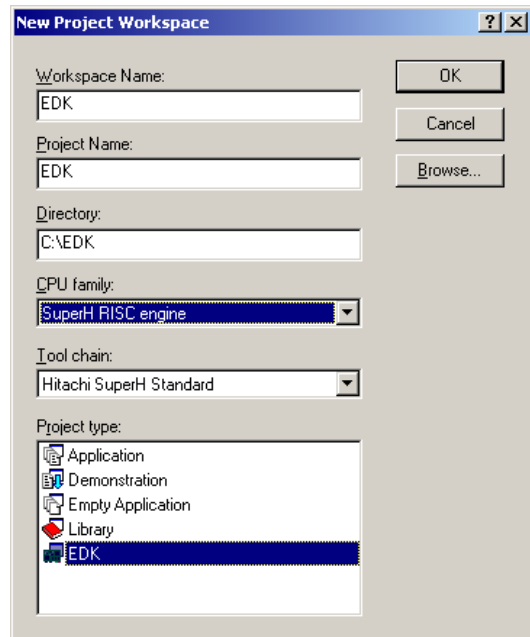 New Project Workspace
Workspace Name:
OK
EDK
Cancel
Project Name:
EDK
Browse...
Directory:
C:\EDK
CPU family:
SuperH RISC engine
Tool chain:
Hitachi SuperH Standard
Project type:
Application
Demonstration
Empty Application
Library
EDK